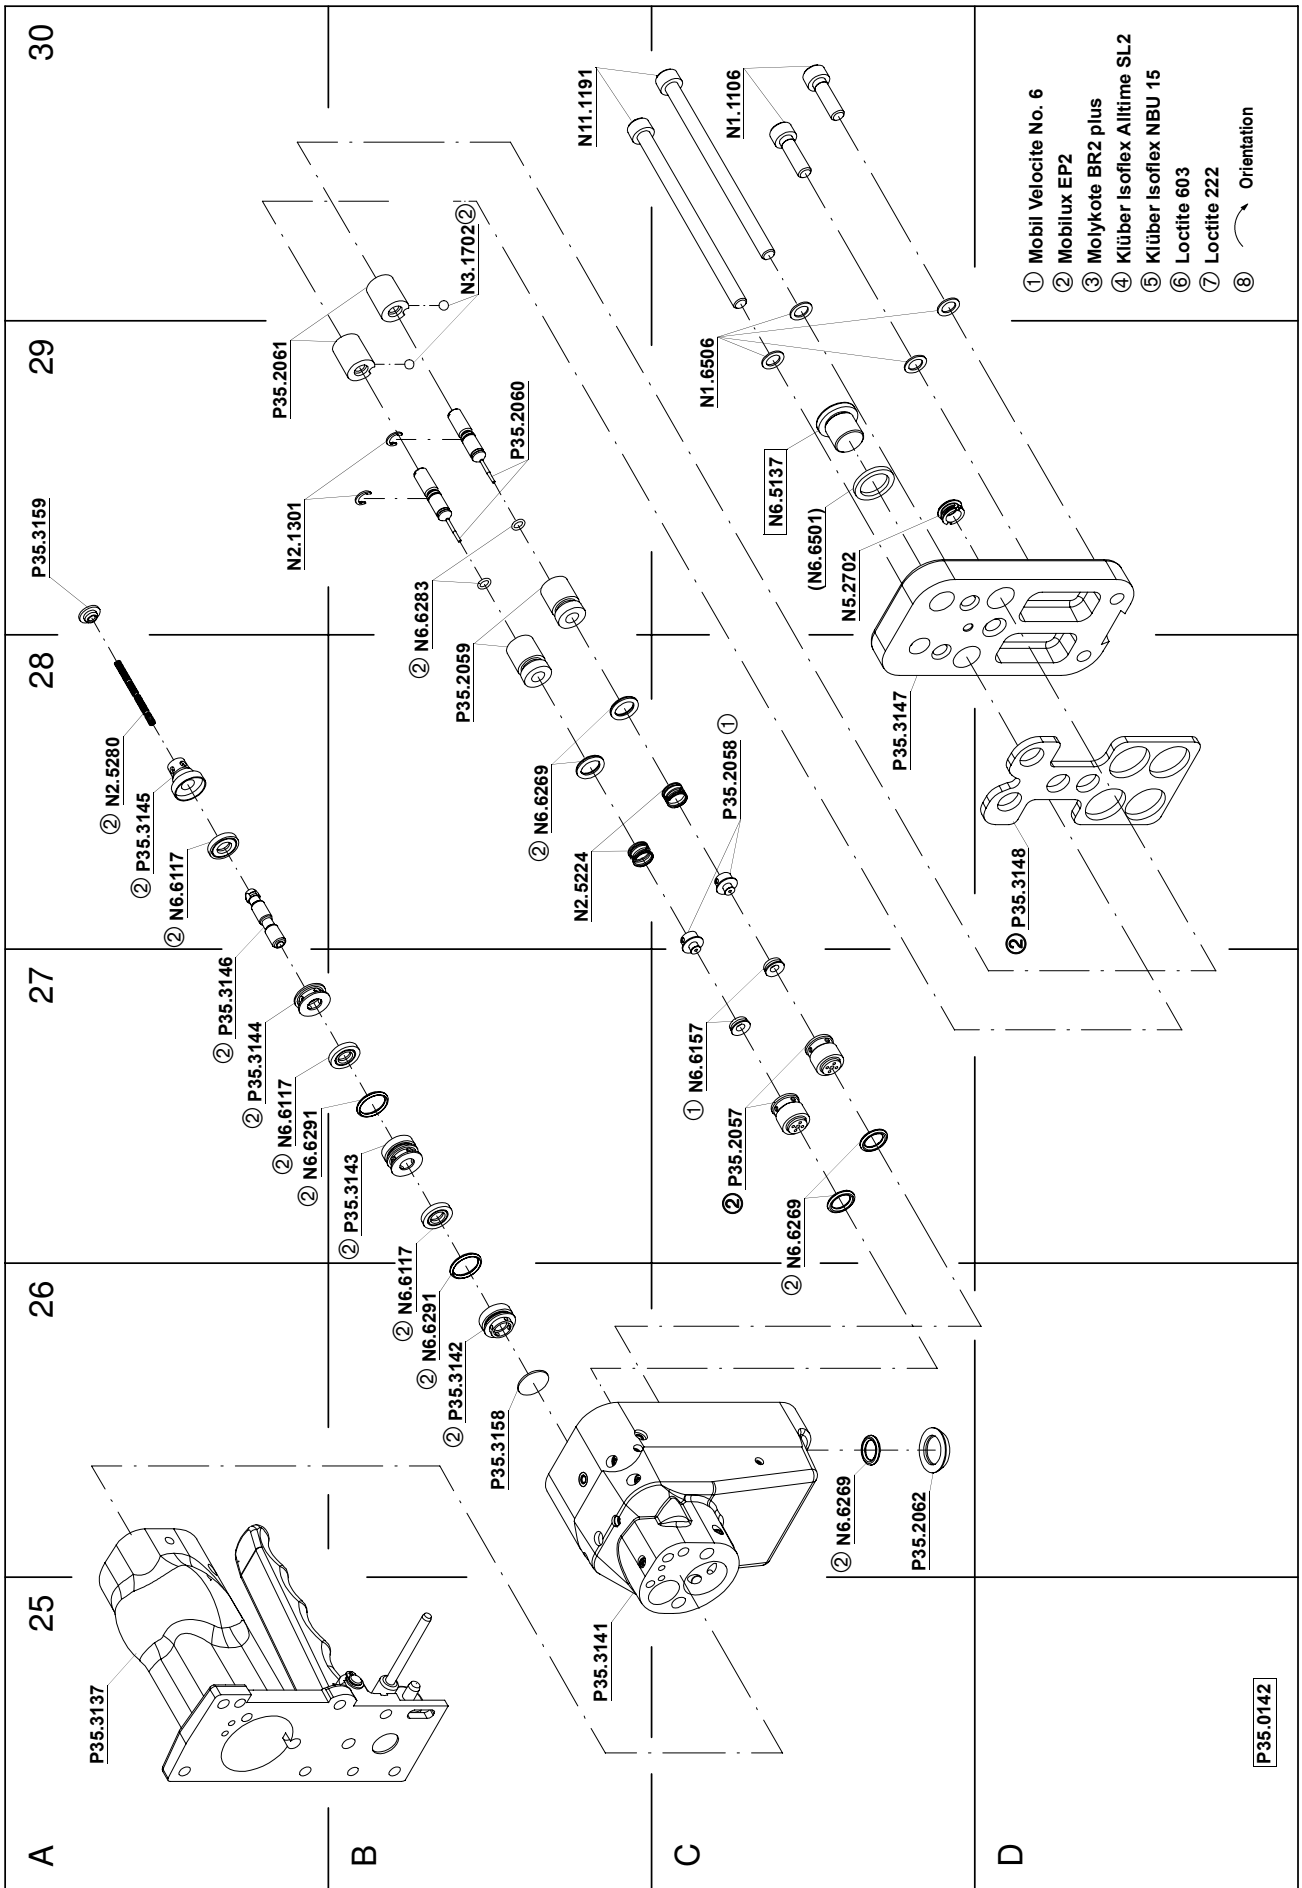 A
B
C
D
25
26
27
28
29
30
P35.3137
P35.3159
② N2.5280
② P35.3145
② N6.6117
② P35.3146
② P35.3144
② N6.6117
② N6.6291
② P35.3143
② N6.6117
② N6.6291
② P35.3142
P35.3158
P35.3141
P35.2061
N3.1702 ②
N2.1301
P35.2060
② N6.6283
P35.2059
② N6.6269
N2.5224
P35.2058 ①
① N6.6157
② P35.2057
② N6.6269
② N6.6269
P35.2062
N11.1191
N1.1106
N1.6506
N6.5137
(N6.6501)
N5.2702
P35.3147
② P35.3148
① Mobil Velocite No. 6
② Mobilux EP2
③ Molykote BR2 plus
④ Klüber Isoflex Alltime SL2
⑤ Klüber Isoflex NBU 15
⑥ Loctite 603
⑦ Loctite 222
⑧ Orientation
P35.0142